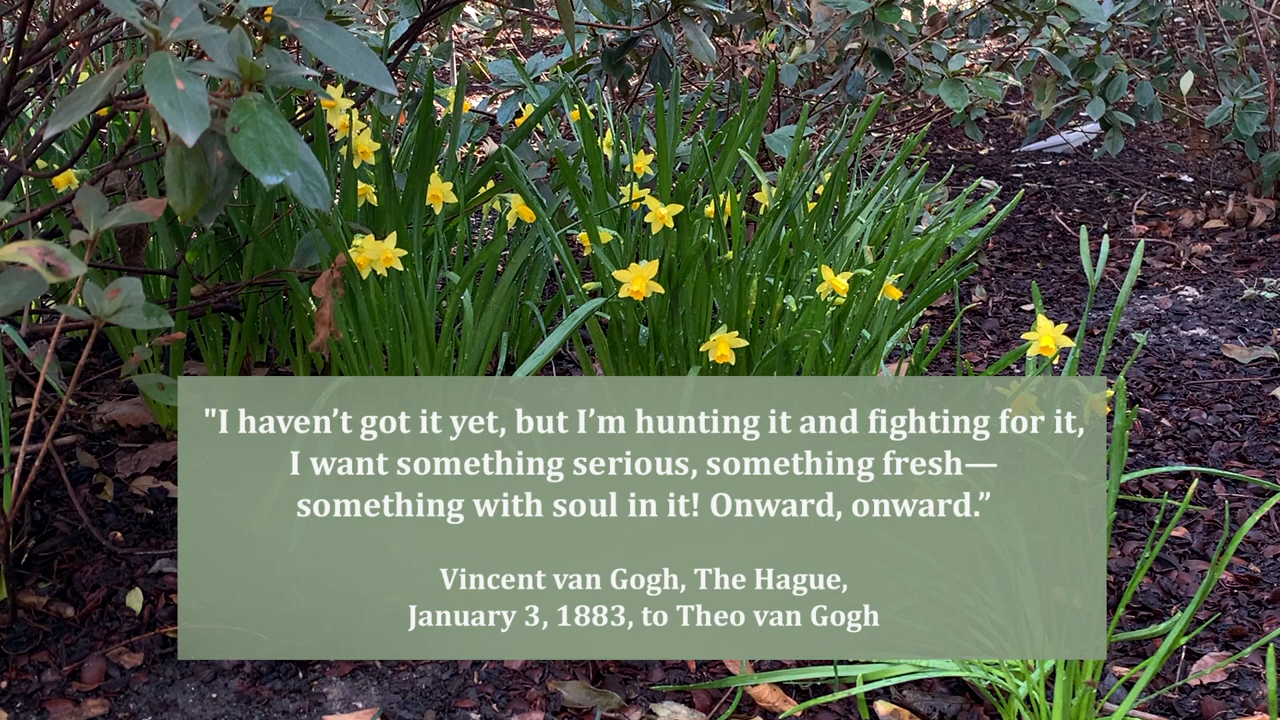 "I haven’t got it yet, but I’m hunting it and fighting for it,
I want something serious, something fresh—
something with soul in it! Onward, onward.”
Vincent van Gogh, The Hague,
January 3, 1883, to Theo van Gogh